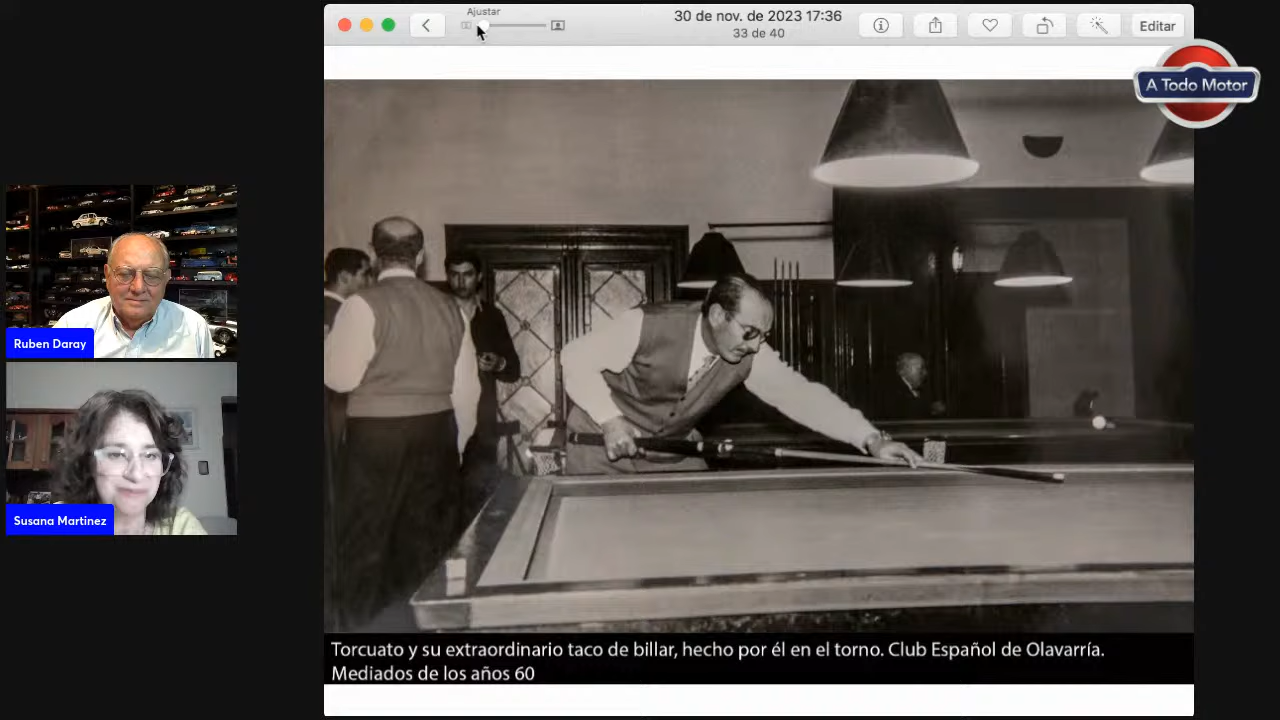 Ajustar
30 de nov. de 2023 17:36
33 de 40
Editar
A Todo Motor
Ruben Daray
Susana Martinez
Torcuato y su extraordinario taco de billar, hecho por él en el torno. Club Español de Olavarría.
Mediados de los años 60